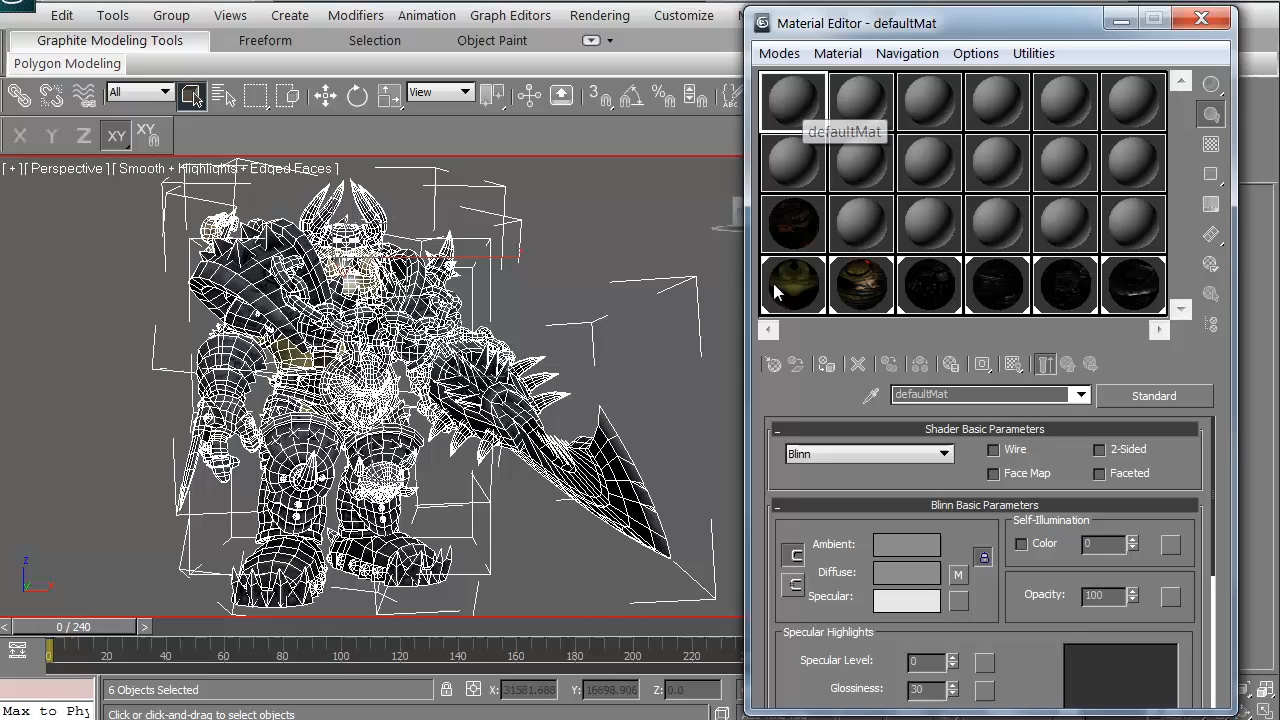 Edit Tools Group Views Create Modifiers Animation Graph Editors Rendering Customize
Graphite Modeling Tools Freeform Selection Object Paint
Polygon Modeling
All View
X Y Z XY XY
[ + ] [ Perspective ] [ Smooth + Highlights + Edged Faces ]
z
x
0 / 240
0 20 40 60 80 100 120 140 160 180 200 220
6 Objects Selected X: 31581.688 Y: 16698.906 Z: 0.0
Max to Phy Click or click-and-drag to select objects
Material Editor - defaultMat
Modes Material Navigation Options Utilities
defaultMat
defaultMat Standard
Shader Basic Parameters
Blinn Wire 2-Sided
Face Map Faceted
Blinn Basic Parameters
Self-Illumination
Ambient: Color 0
Diffuse: M
Specular: Opacity: 100
Specular Highlights
Specular Level: 0
Glossiness: 30